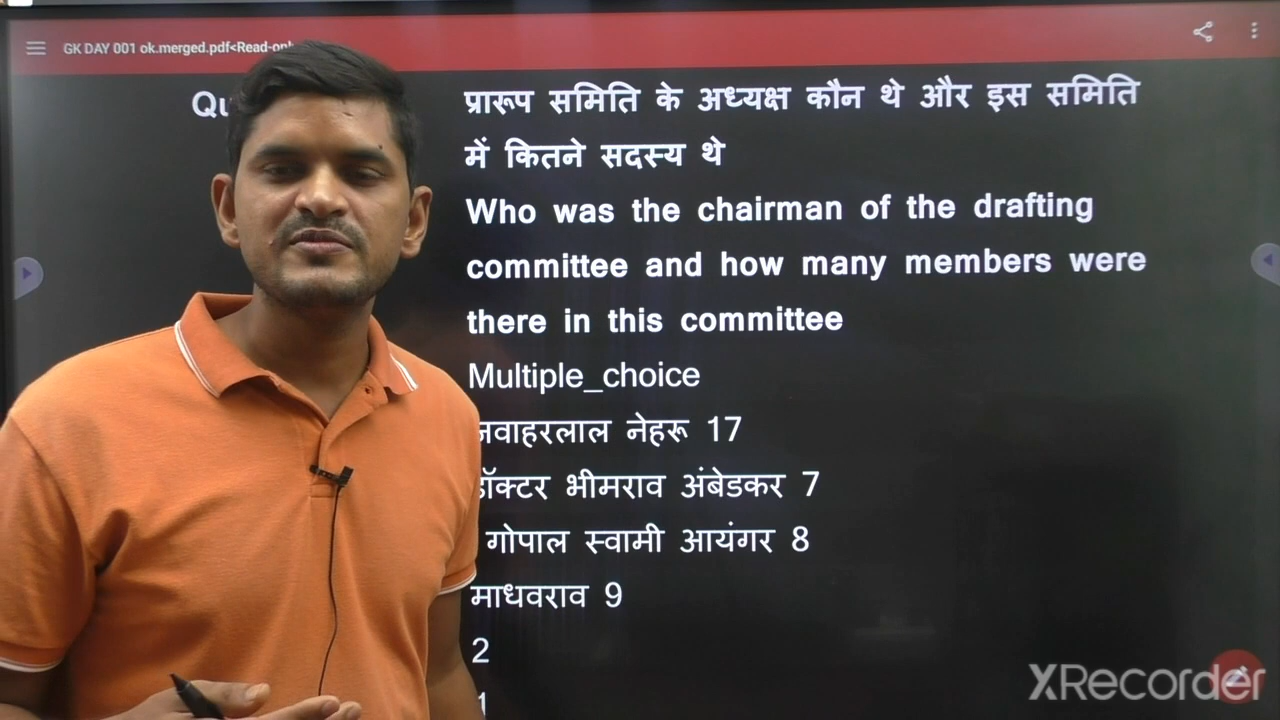 GK DAY 001 ok.merged.pdf<Read-onl
Qu
प्रारूप समिति के अध्यक्ष कौन थे और इस समिति
में कितने सदस्य थे
Who was the chairman of the drafting
committee and how many members were
there in this committee
Multiple_choice
जवाहरलाल नेहरू 17
डॉक्टर भीमराव अंबेडकर 7
गोपाल स्वामी आयंगर 8
माधवराव 9
2
1
XRecorder